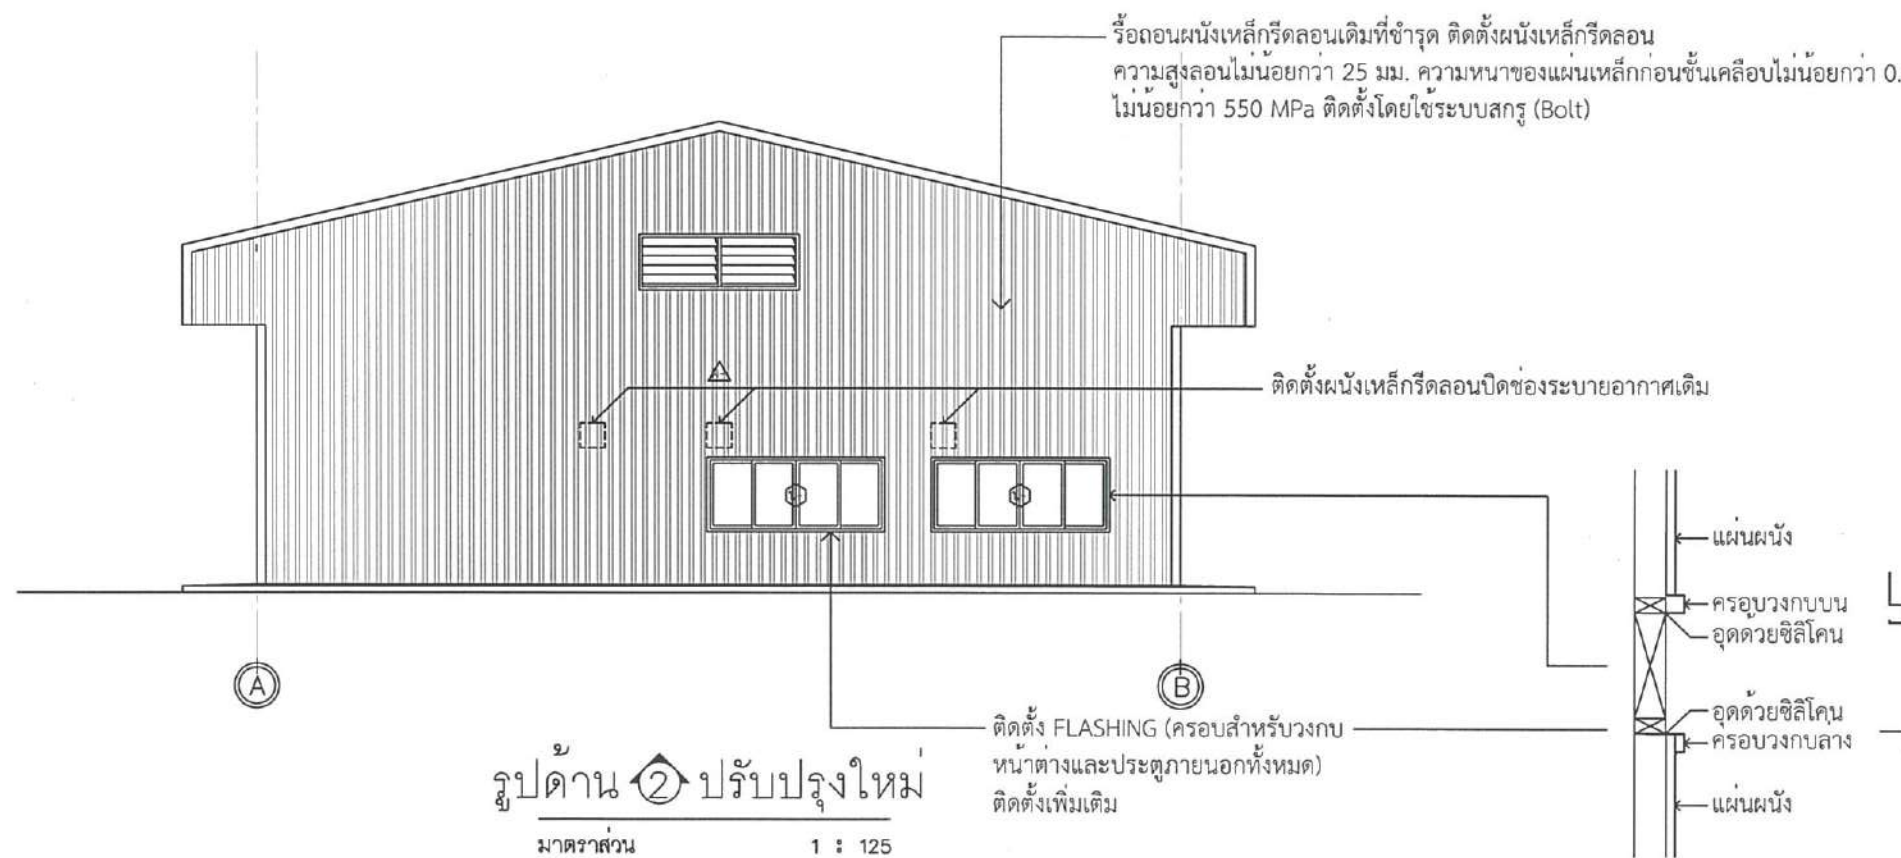 รื้อถอนผนังเหล็กรีดลอนเดิมที่ชำรุด ติดตั้งผนังเหล็กรีดลอน
ความสูงลอนไม่น้อยกว่า 25 มม. ความหนาของแผ่นเหล็กก่อนชั้นเคลือบไม่น้อยกว่า 0.
ไม่น้อยกว่า 550 MPa ติดตั้งโดยใช้ระบบสกรู (Bolt)
ติดตั้งผนังเหล็กรีดลอนปิดช่องระบายอากาศเดิม
แผ่นผนัง
ครอบวงกบบน
อุดด้วยซิลิโคน
A
B
อุดด้วยซิลิโคน
ครอบวงกบล่าง
แผ่นผนัง
ติดตั้ง FLASHING (ครอบสำหรับวงกบ
หน้าต่างและประตูภายนอกทั้งหมด)
ติดตั้งเพิ่มเติม
รูปด้าน 2 ปรับปรุงใหม่
มาตราส่วน 1 : 125